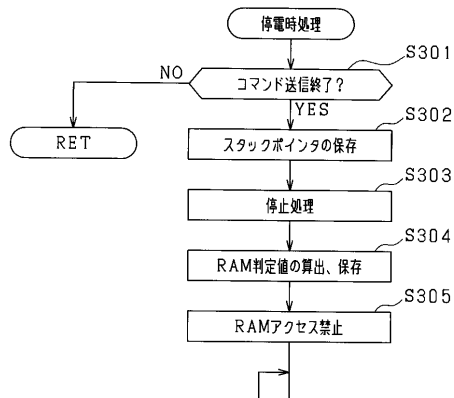 停電時処理
S301
コマンド送信終了?
NO
YES
RET
S302
スタックポインタの保存
S303
停止処理
S304
RAM判定値の算出、保存
S305
RAMアクセス禁止